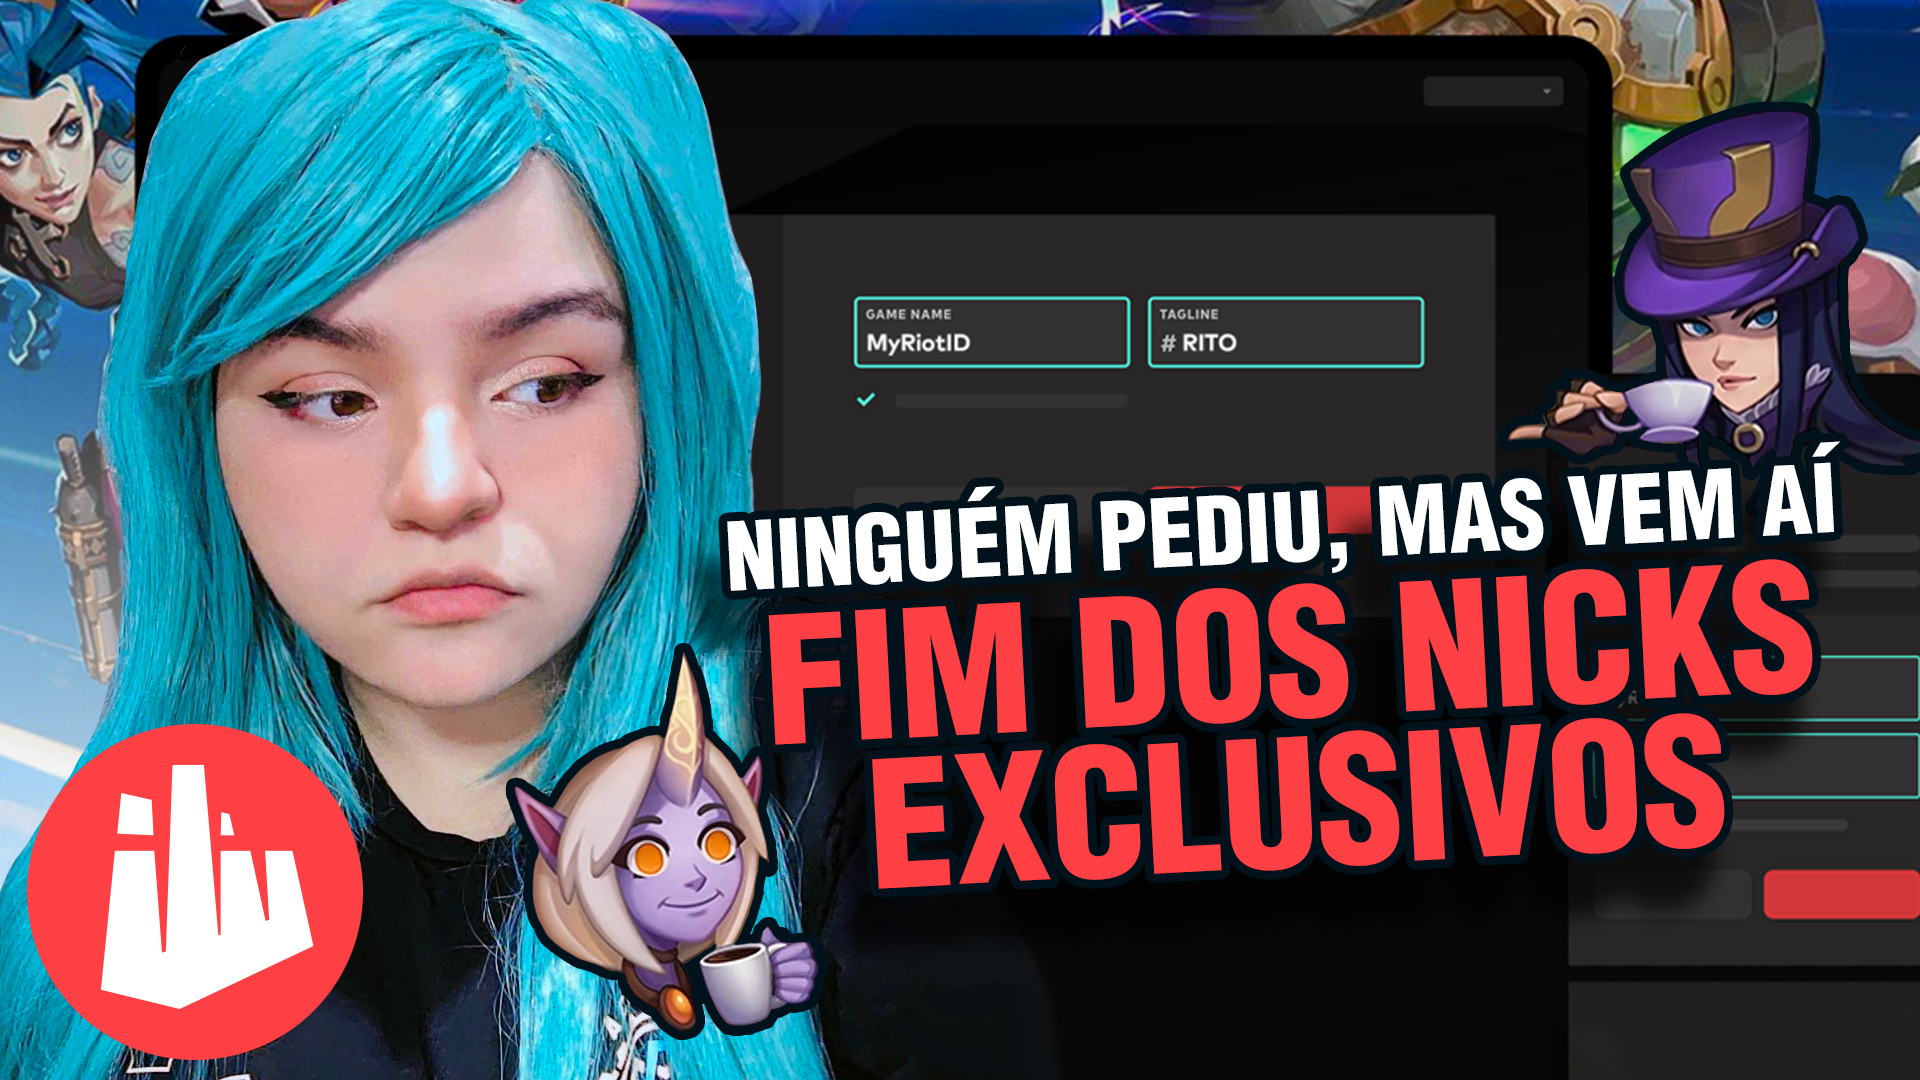 GAME NAME
MyRiotID
TAGLINE
# RITO
NINGUÉM PEDIU, MAS VEM AÍ
FIM DOS NICKS
EXCLUSIVOS